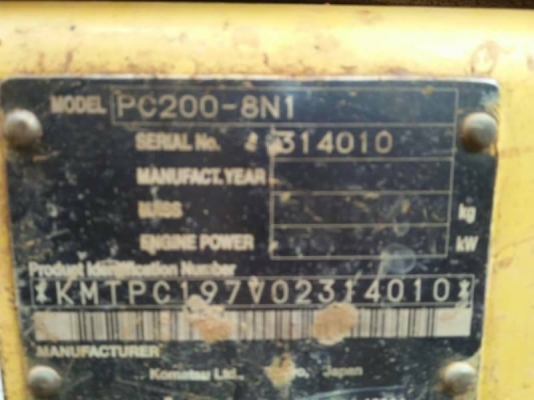 MODEL PC200-8N1
SERIAL No. 314010
MANUFACT. YEAR
MASS kg
ENGINE POWER kW
Product Identification Number
*KMTPC197V02314010*
MANUFACTURER
Komatsu Ltd., Japan